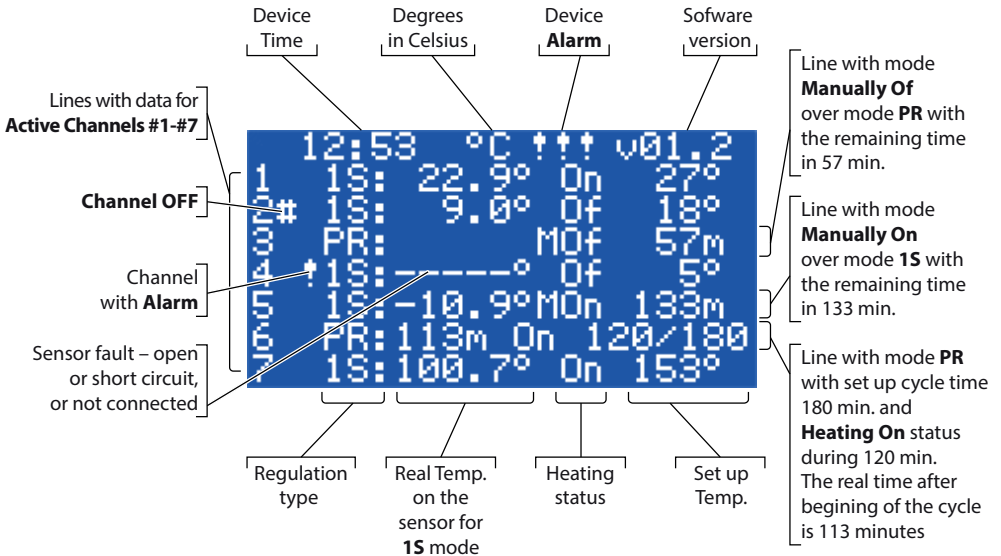 Device
Time
Degrees
in Celsius
Device
Alarm
Sofware
version
Lines with data for
Active Channels #1-#7
Channel OFF
Channel
with Alarm
Sensor fault – open
or short circuit,
or not connected
12:53 °C !!! v01.2
1 1S: 22.9° On 27°
2# 1S: 9.0° Of 18°
3 PR: MOf 57m
4 !1S:-----° Of 5°
5 1S:-10.9°MOn 133m
6 PR:113m On 120/180
7 1S:100.7° On 153°
Line with mode
Manually Of
over mode PR with
the remaining time
in 57 min.
Line with mode
Manually On
over mode 1S with
the remaining time
in 133 min.
Line with mode PR
with set up cycle time
180 min. and
Heating On status
during 120 min.
The real time after
begining of the cycle
is 113 minutes
Regulation
type
Real Temp.
on the
sensor for
1S mode
Heating
status
Set up
Temp.